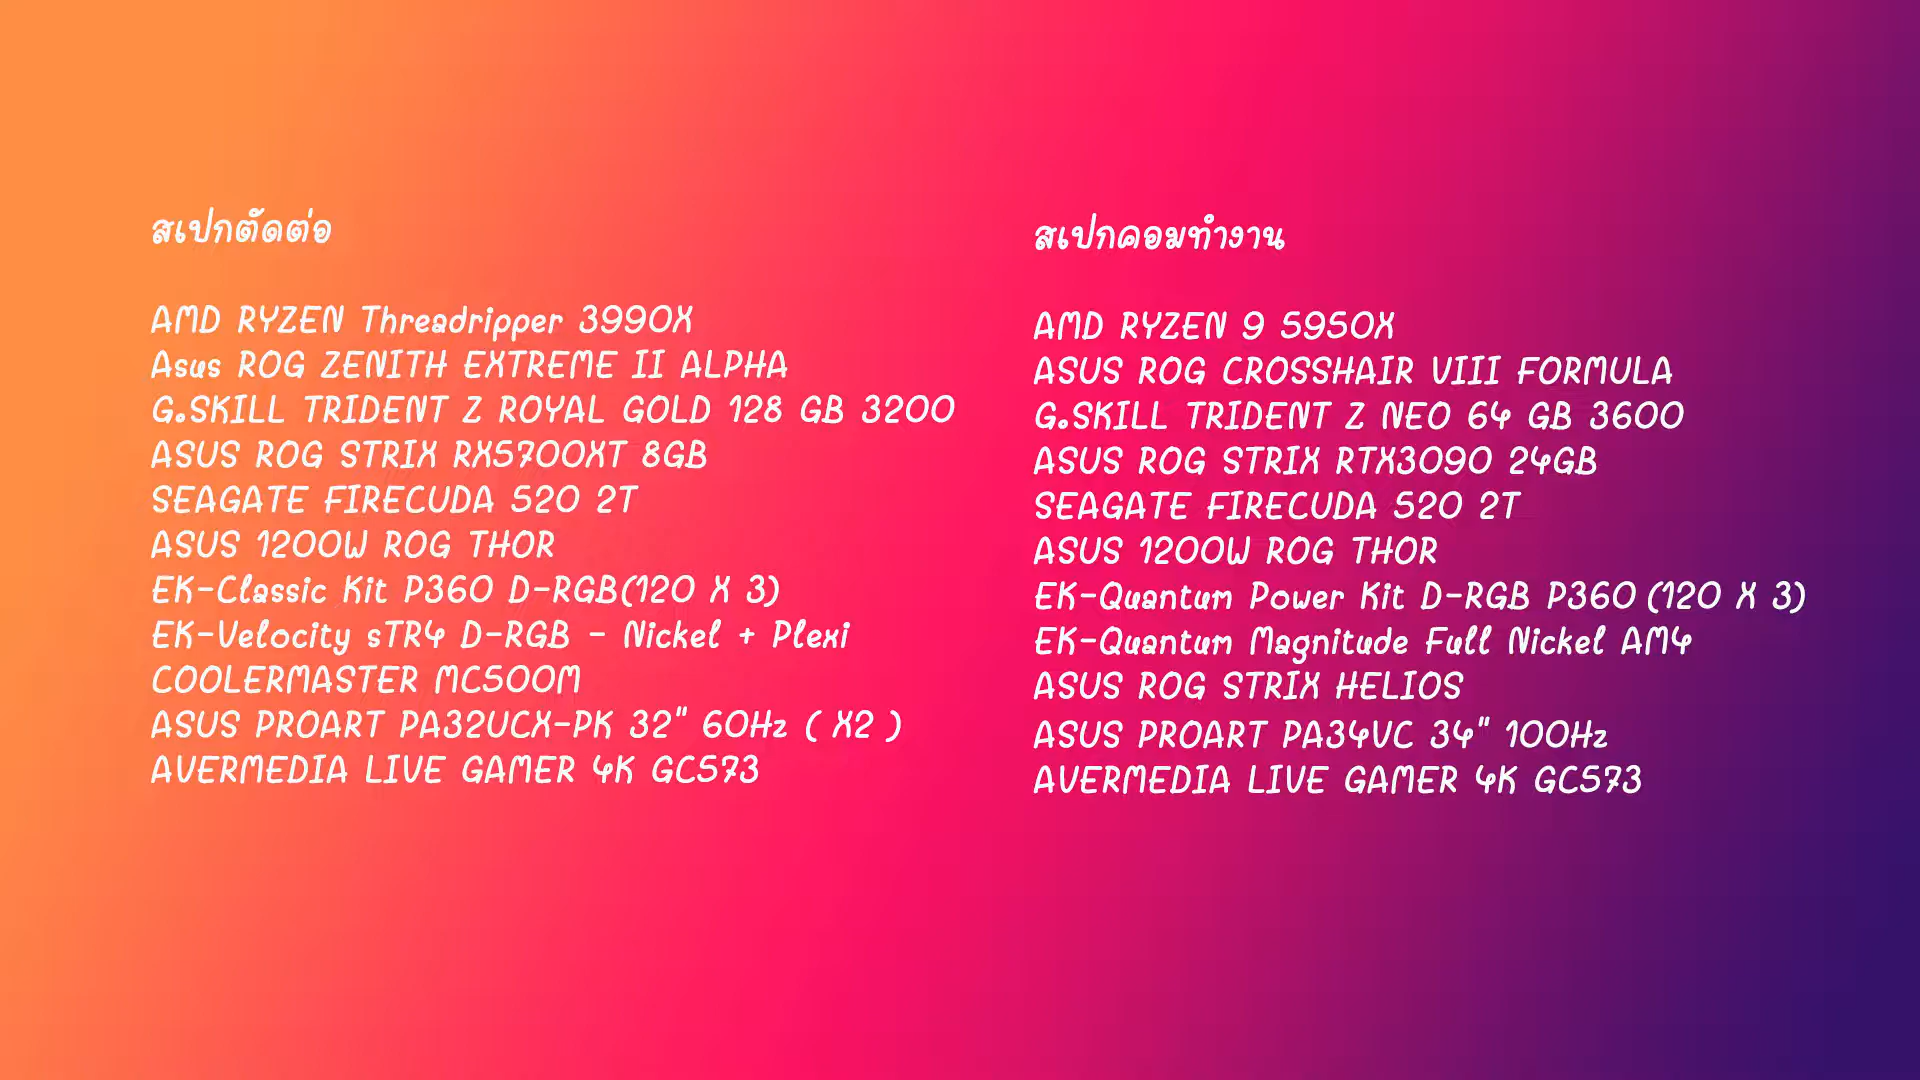 สเปกตัดต่อ
AMD RYZEN Threadripper 3990X
Asus ROG ZENITH EXTREME II ALPHA
G.SKILL TRIDENT Z ROYAL GOLD 128 GB 3200
ASUS ROG STRIX RX5700XT 8GB
SEAGATE FIRECUDA 520 2T
ASUS 1200W ROG THOR
EK-Classic Kit P360 D-RGB(120 X 3)
EK-Velocity sTR4 D-RGB - Nickel + Plexi
COOLERMASTER MC500M
ASUS PROART PA32UCX-PK 32" 60Hz ( X2 )
AVERMEDIA LIVE GAMER 4K GC573
สเปกคอมทำงาน
AMD RYZEN 9 5950X
ASUS ROG CROSSHAIR VIII FORMULA
G.SKILL TRIDENT Z NEO 64 GB 3600
ASUS ROG STRIX RTX3090 24GB
SEAGATE FIRECUDA 520 2T
ASUS 1200W ROG THOR
EK-Quantum Power Kit D-RGB P360 (120 X 3)
EK-Quantum Magnitude Full Nickel AM4
ASUS ROG STRIX HELIOS
ASUS PROART PA34VC 34" 100Hz
AVERMEDIA LIVE GAMER 4K GC573